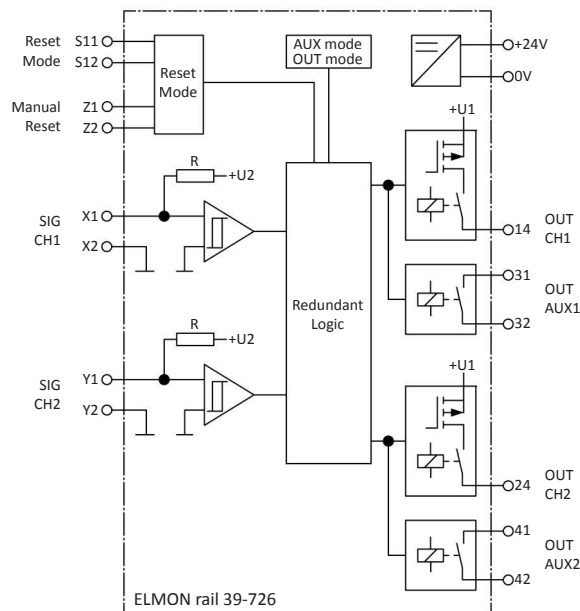 Reset S11
Mode S12
Manual Z1
Reset Z2
Reset
Mode
AUX mode
OUT mode
+24V
0V
+U1
R
+U2
SIG
CH1
X1
X2
14
OUT
CH1
31
32
OUT
AUX1
Redundant
Logic
R
+U2
SIG
CH2
Y1
Y2
+U1
24
OUT
CH2
41
42
OUT
AUX2
ELMON rail 39-726